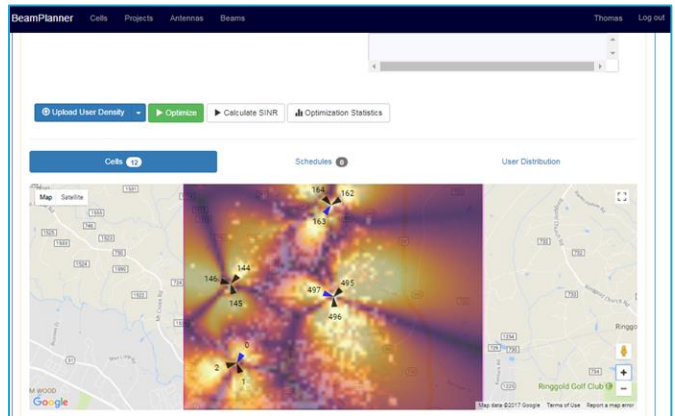 BeamPlanner Cells Projects Antennas Beams Thomas Log out
Upload User Density Optimize Calculate SINR Optimization Statistics
Cells 12 Schedules 0 User Distribution
Map Satellite
164 162
163
144
146
145
495
497
496
0
2
1
732
Ringgold Golf Club
Google
Map data ©2017 Google Terms of Use Report a map error